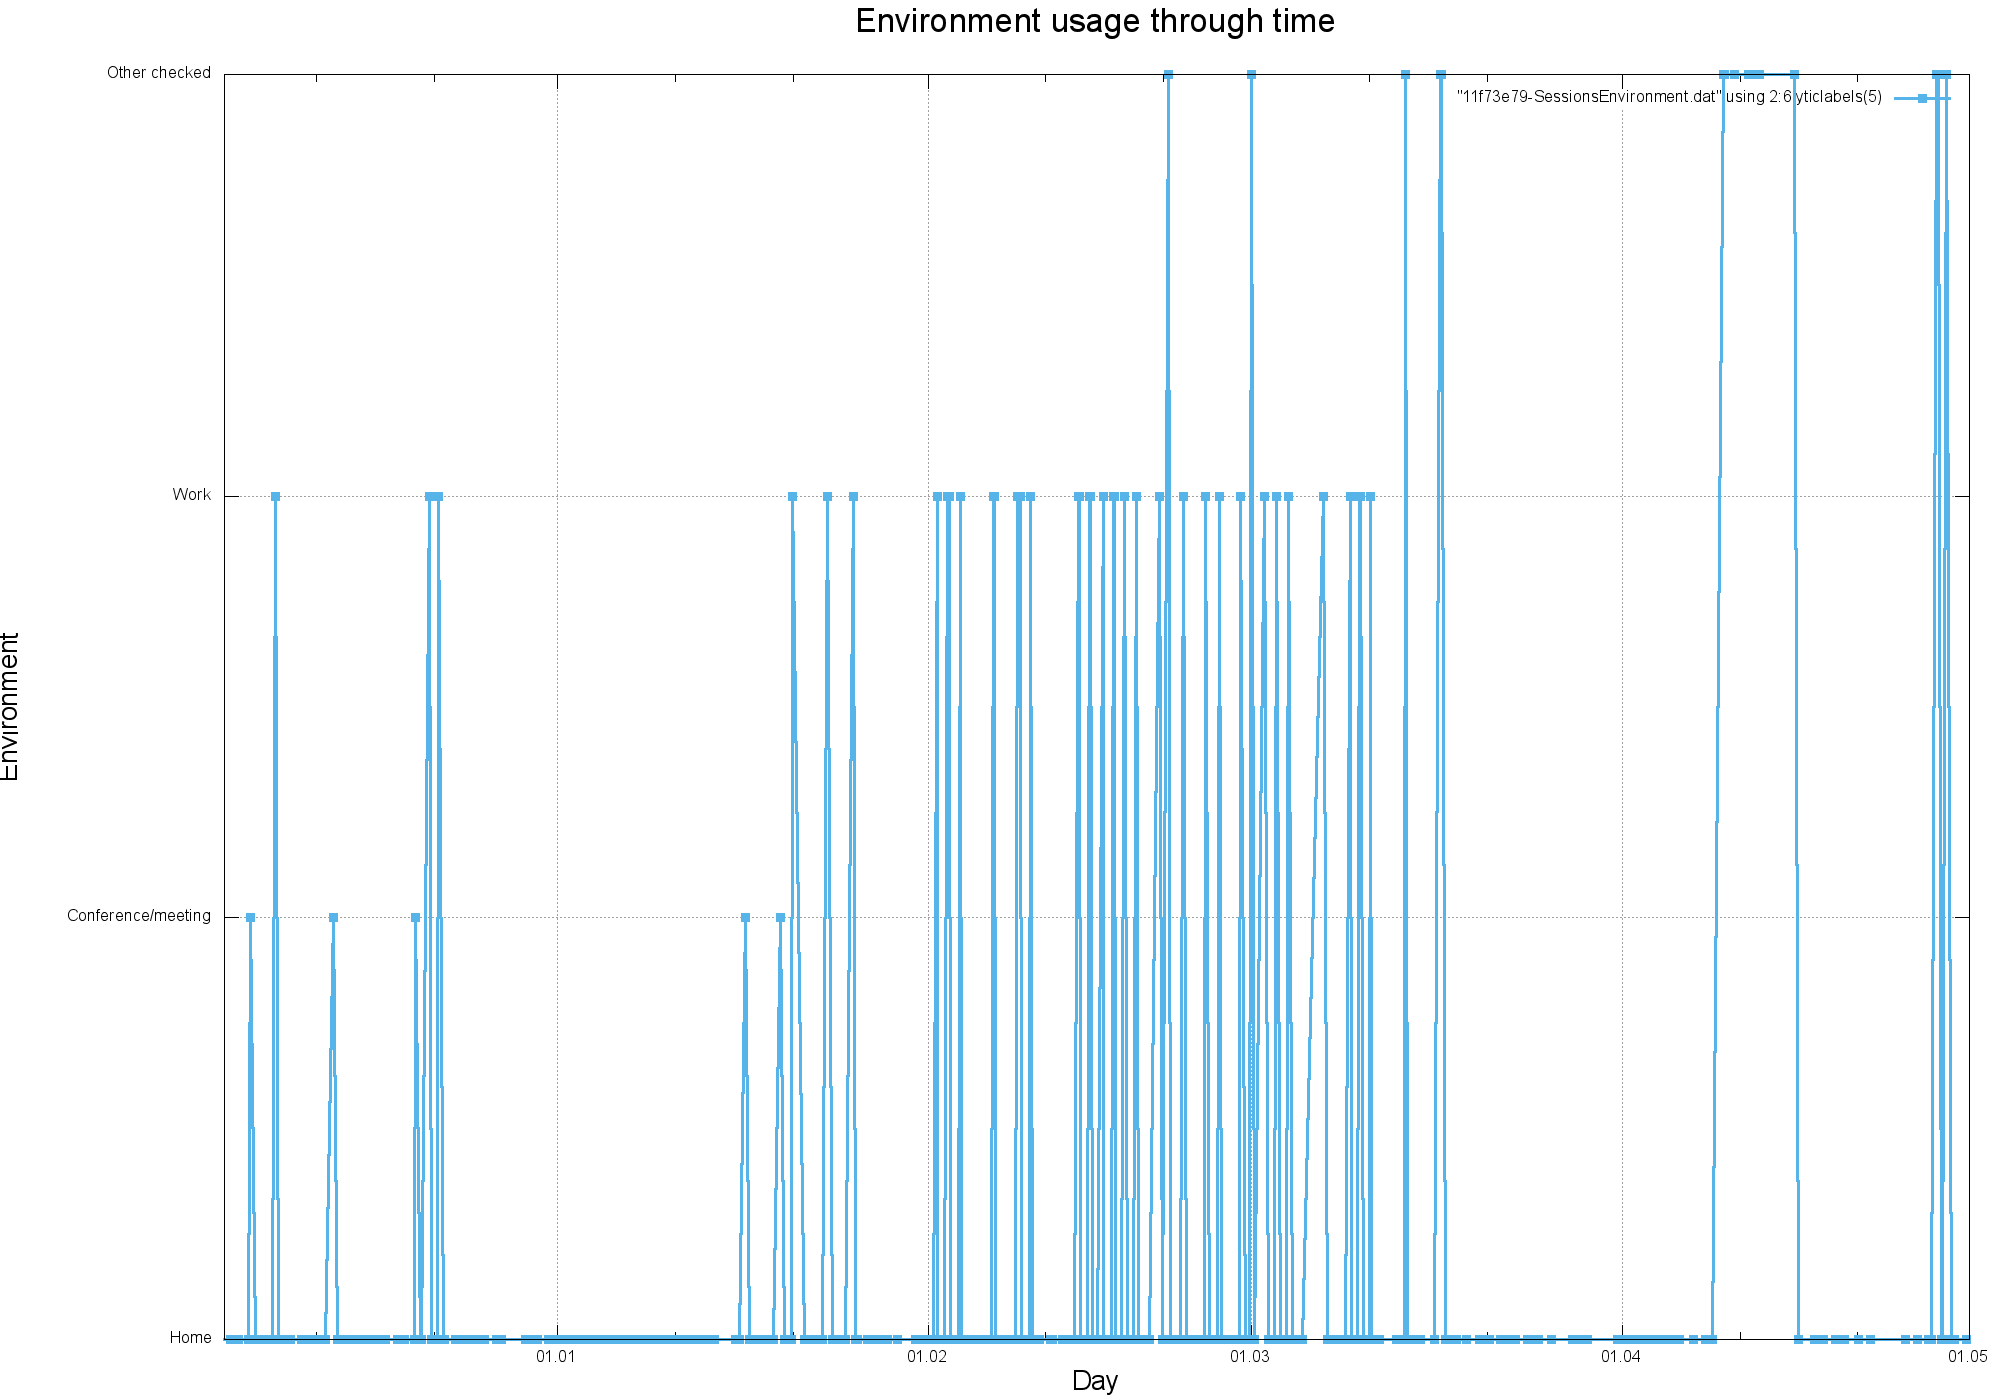 Environment usage through time
Other checked
"11f73e79-SessionsEnvironment.dat" using 2:6:yticlabels(5)
Work
Environment
Conference/meeting
Home
01.01 01.02 01.03 01.04 01.05
Day